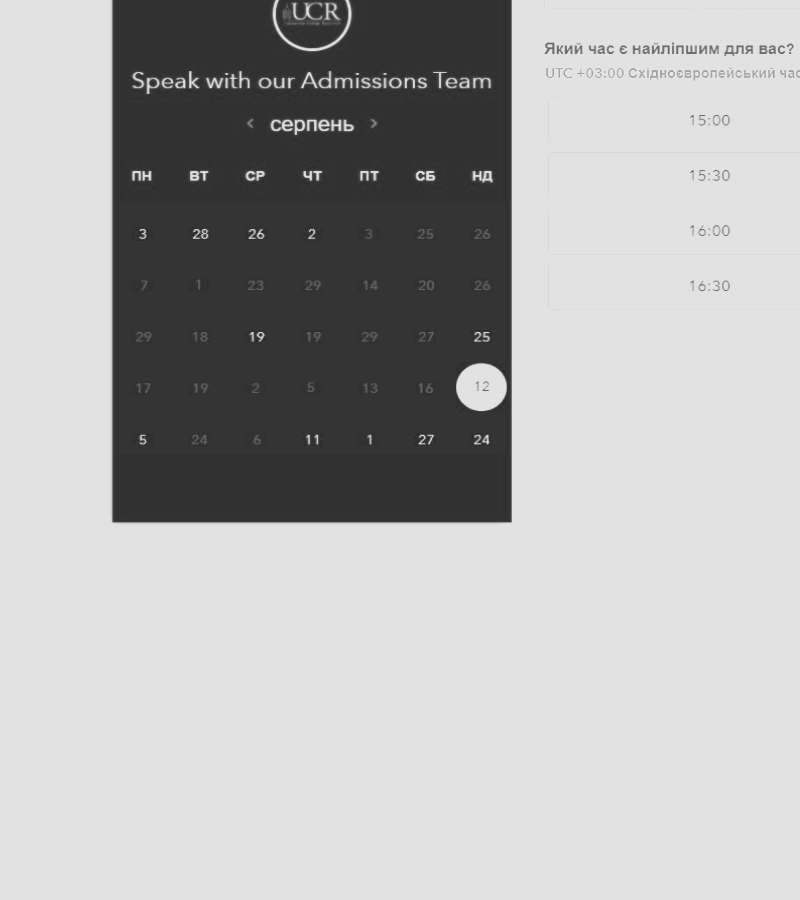 UCR
Speak with our Admissions Team
< серпень >
ПН ВТ СР ЧТ ПТ СБ НД
3 28 26 2 3 25 26
7 1 23 29 14 20 26
29 18 19 19 29 27 25
17 19 2 5 13 16 12
5 24 6 11 1 27 24
Який час є найліпшим для вас?
UTC +03:00 Східноєвропейський час
15:00
15:30
16:00
16:30